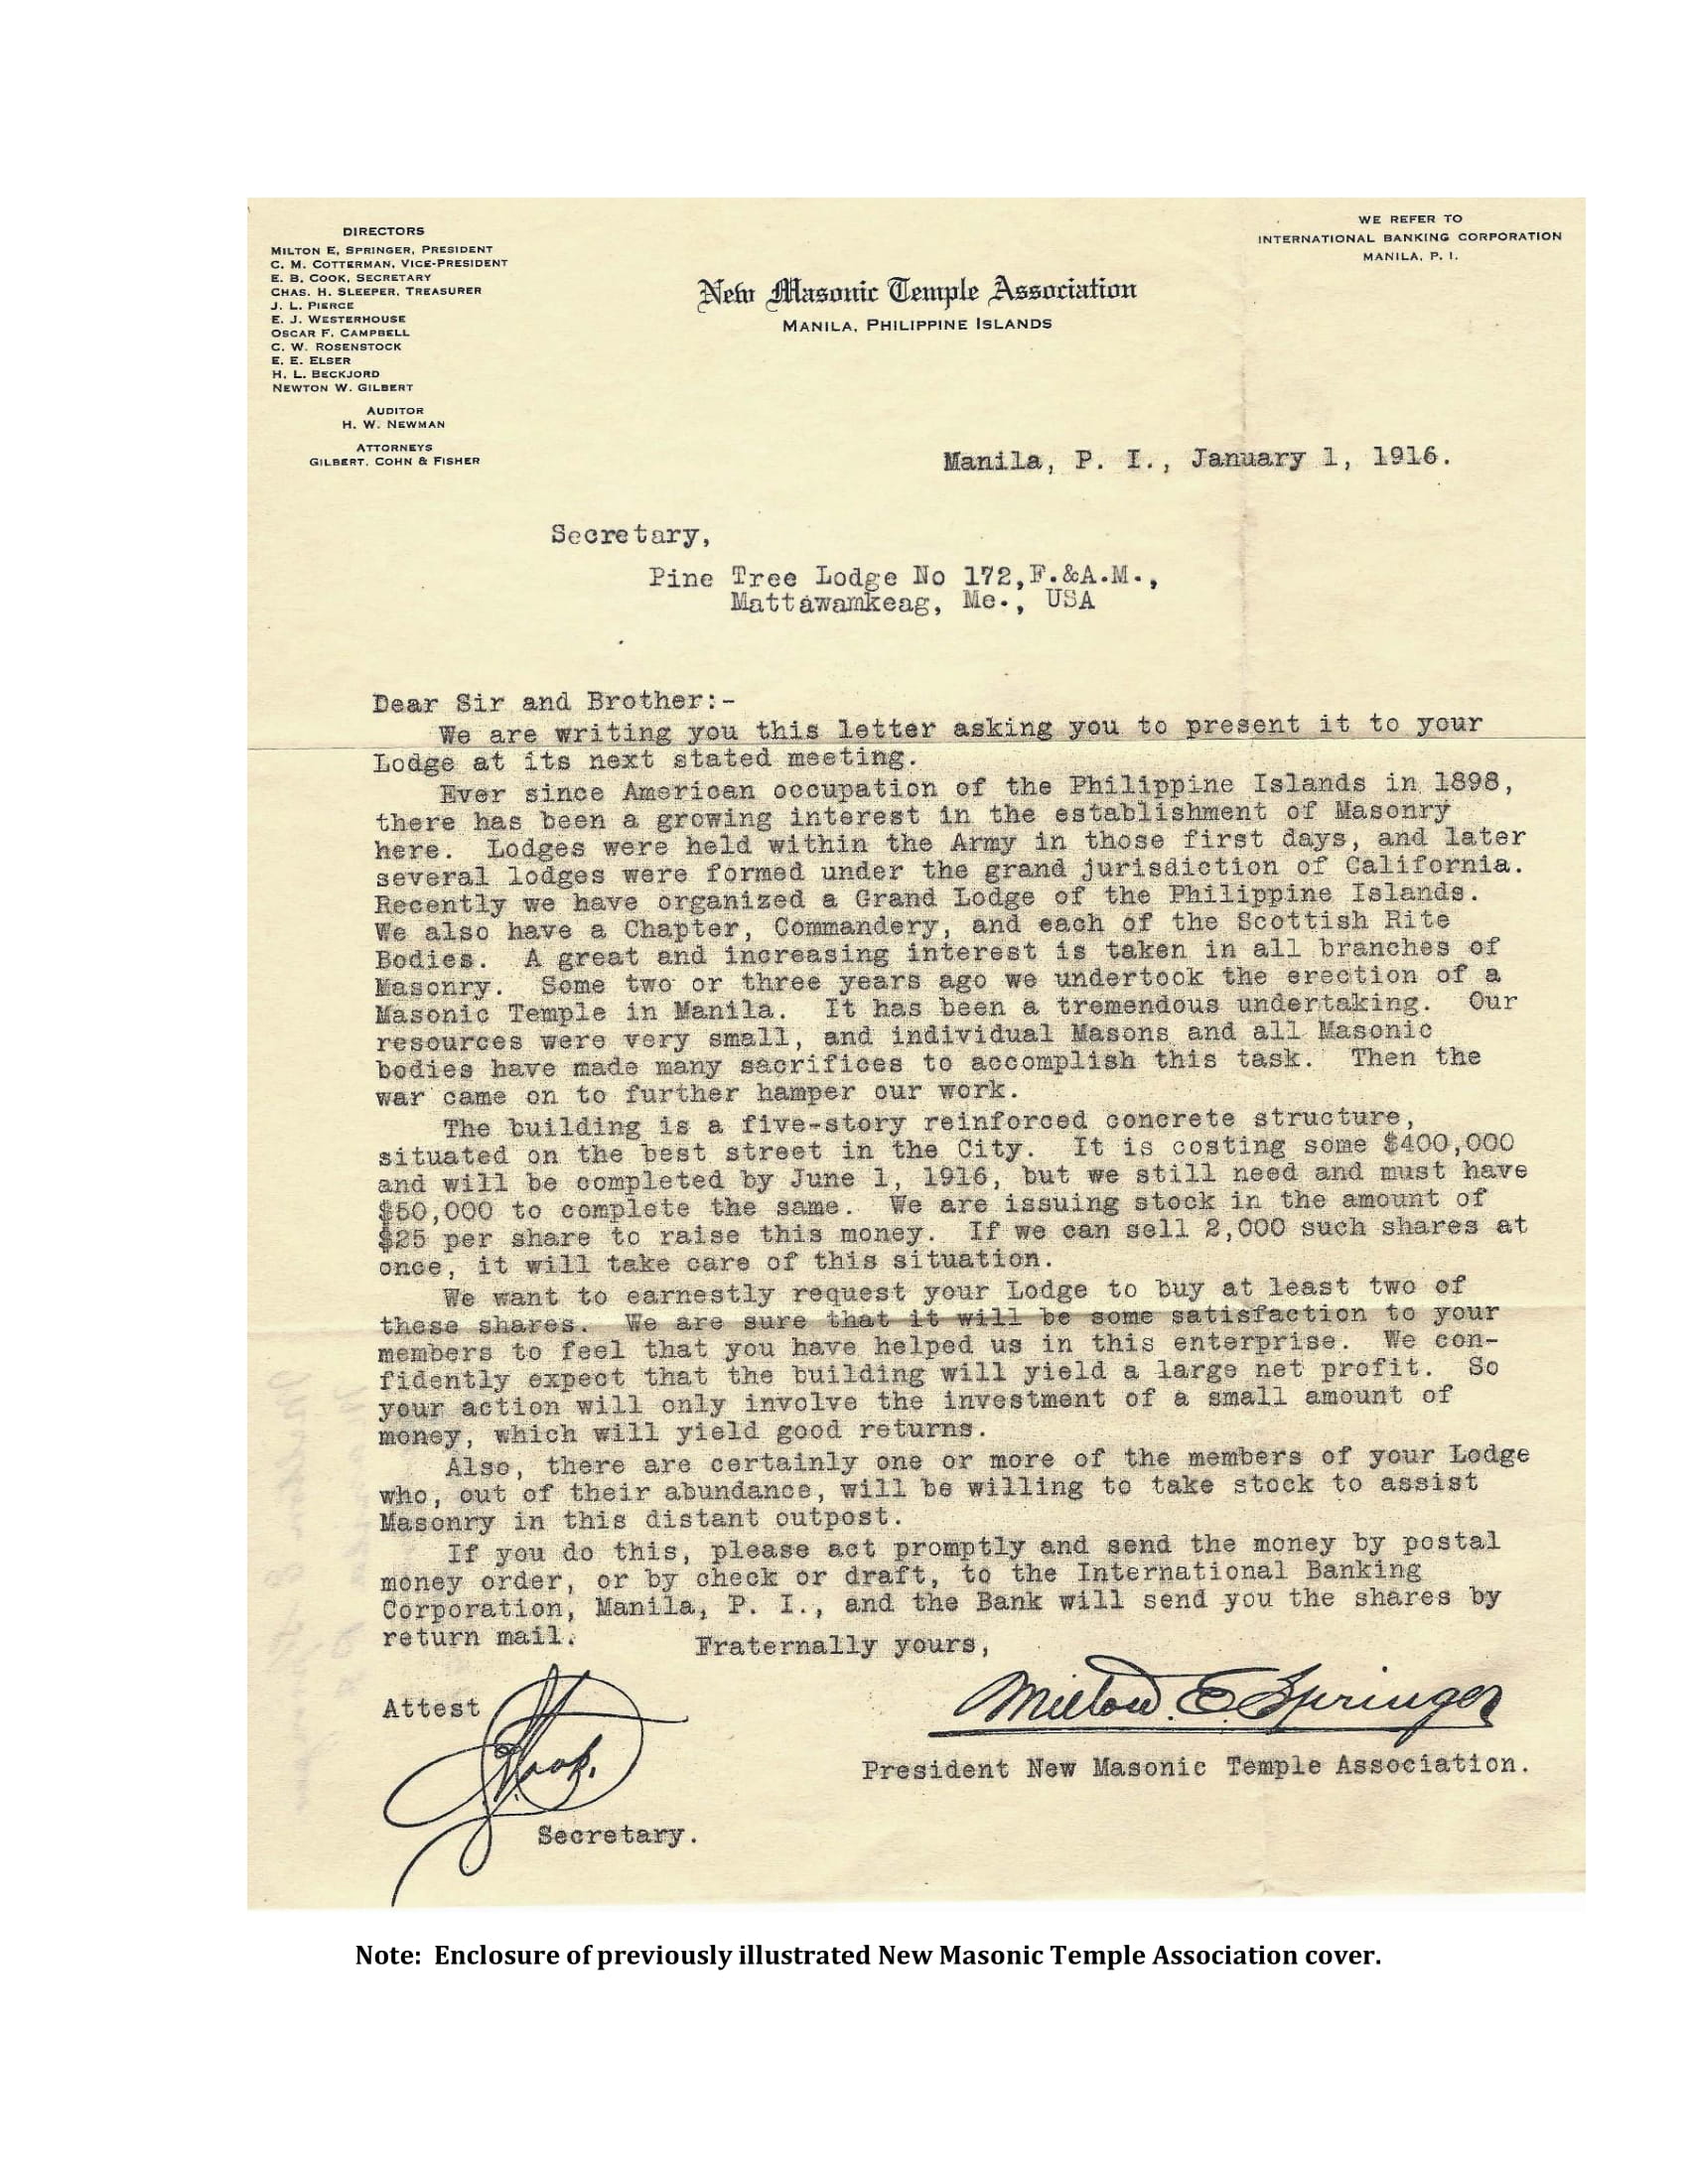 DIRECTORS
MILTON E, SPRINGER, PRESIDENT
C. M. COTTERMAN, VICE-PRESIDENT
E. B. COOK, SECRETARY
CHAS. H. SLEEPER, TREASURER
J. L. PIERCE
E. J. WESTERHOUSE
OSCAR F. CAMPBELL
C. W. ROSENSTOCK
E. E. ELSER
H. L. BECKJORD
NEWTON W. GILBERT
AUDITOR
H. W. NEWMAN
ATTORNEYS
GILBERT, COHN & FISHER
WE REFER TO
INTERNATIONAL BANKING CORPORATION
MANILA, P. I.
New Masonic Temple Association
MANILA, PHILIPPINE ISLANDS
Manila, P. I., January 1, 1916.
Secretary,
Pine Tree Lodge No 172,F.&A.M.,
Mattawamkeag, Me., USA
Dear Sir and Brother:-
We are writing you this letter asking you to present it to your
Lodge at its next stated meeting.
Ever since American occupation of the Philippine Islands in 1898,
there has been a growing interest in the establishment of Masonry
here. Lodges were held within the Army in those first days, and later
several lodges were formed under the grand jurisdiction of California.
Recently we have organized a Grand Lodge of the Philippine Islands.
We also have a Chapter, Commandery, and each of the Scottish Rite
Bodies. A great and increasing interest is taken in all branches of
Masonry. Some two or three years ago we undertook the erection of a
Masonic Temple in Manila. It has been a tremendous undertaking. Our
resources were very small, and individual Masons and all Masonic
bodies have made many sacrifices to accomplish this task. Then the
war came on to further hamper our work.
The building is a five-story reinforced concrete structure,
situated on the best street in the City. It is costing some $400,000
and will be completed by June 1, 1916, but we still need and must have
$50,000 to complete the same. We are issuing stock in the amount of
$25 per share to raise this money. If we can sell 2,000 such shares at
once, it will take care of this situation.
We want to earnestly request your Lodge to buy at least two of
these shares. We are sure that it will be some satisfaction to your
members to feel that you have helped us in this enterprise. We con-
fidently expect that the building will yield a large net profit. So
your action will only involve the investment of a small amount of
money, which will yield good returns.
Also, there are certainly one or more of the members of your Lodge
who, out of their abundance, will be willing to take stock to assist
Masonry in this distant outpost.
If you do this, please act promptly and send the money by postal
money order, or by check or draft, to the International Banking
Corporation, Manila, P. I., and the Bank will send you the shares by
return mail.
Fraternally yours,
Attest
Cook.
Milton. E. Springer
President New Masonic Temple Association.
Secretary.
Note: Enclosure of previously illustrated New Masonic Temple Association cover.